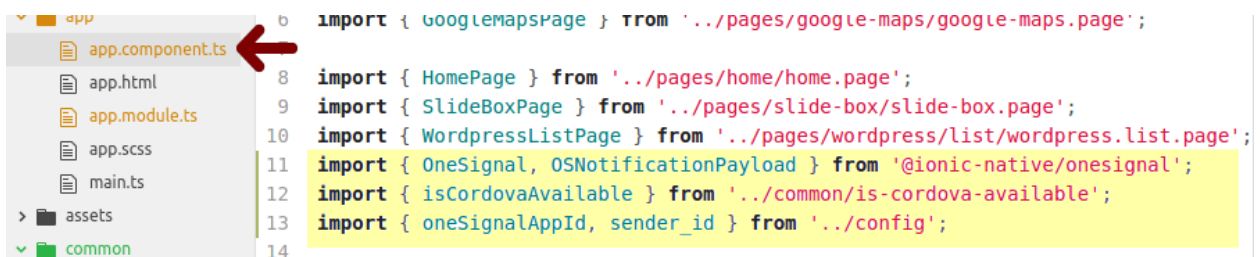 app
app.component.ts
app.html
app.module.ts
app.scss
main.ts
assets
common
6 import { GoogleMapsPage } from '../pages/google-maps/google-maps.page';
8 import { HomePage } from '../pages/home/home.page';
9 import { SlideBoxPage } from '../pages/slide-box/slide-box.page';
10 import { WordpressListPage } from '../pages/wordpress/list/wordpress.list.page';
11 import { OneSignal, OSNotificationPayload } from '@ionic-native/onesignal';
12 import { isCordovaAvailable } from '../common/is-cordova-available';
13 import { oneSignalAppId, sender_id } from '../config';
14